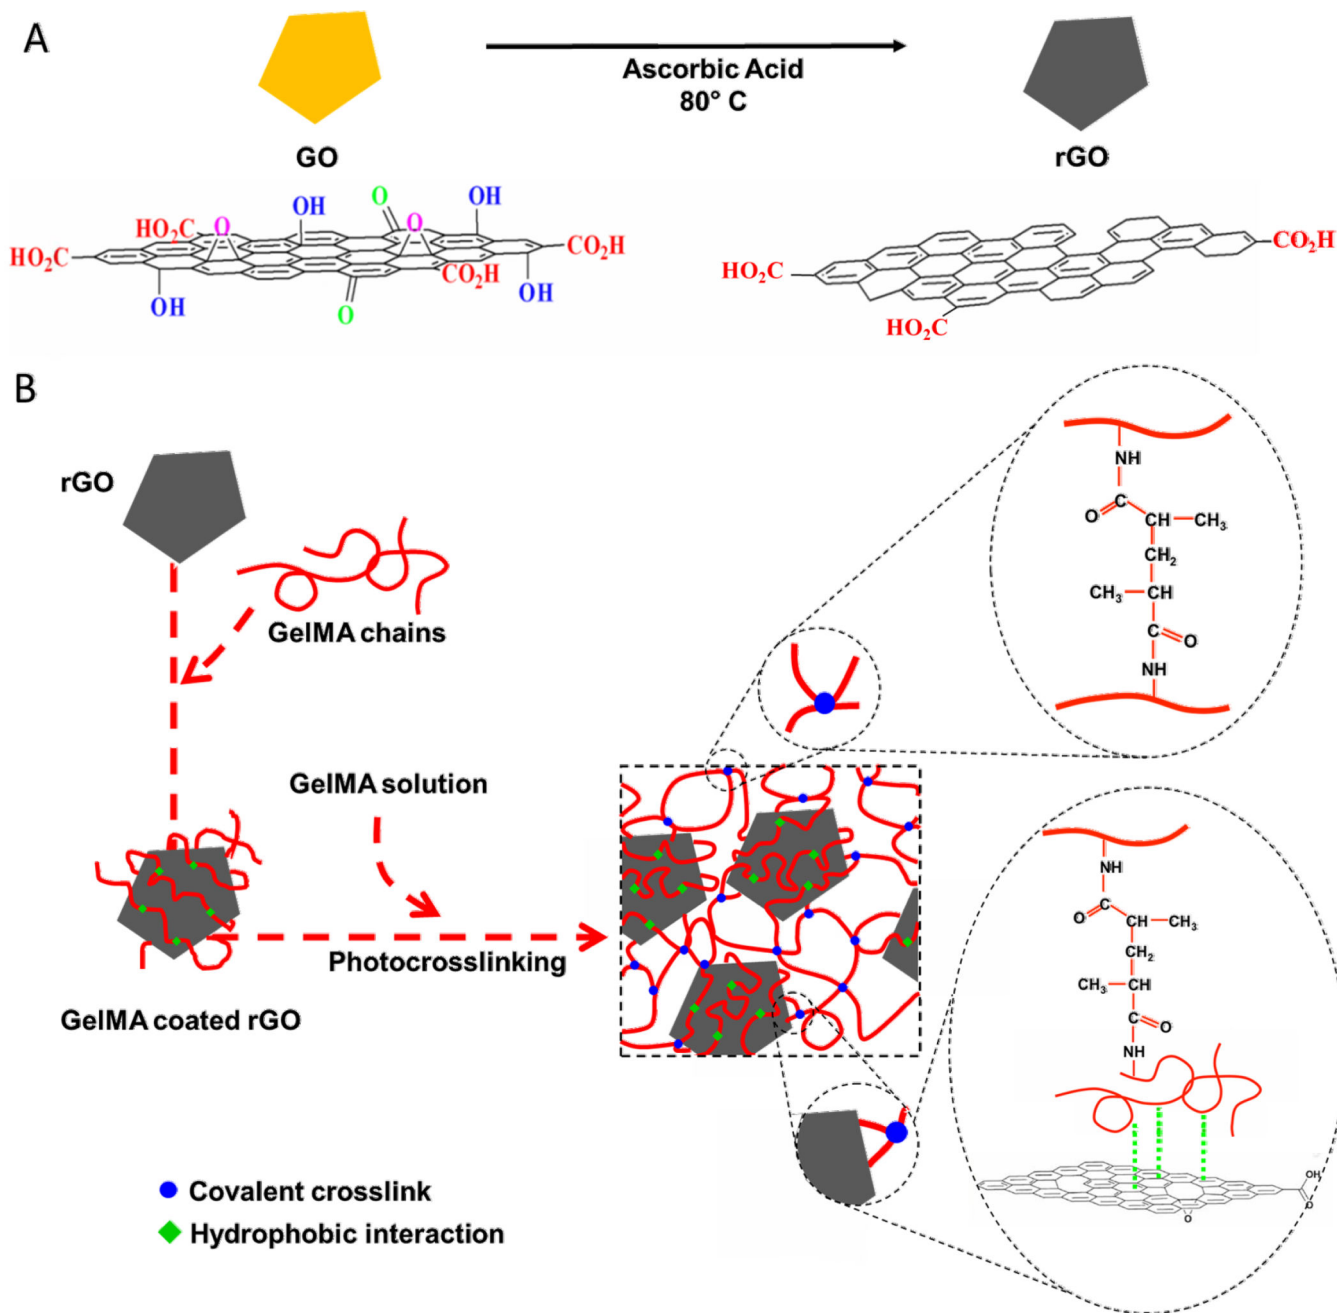 A
Ascorbic Acid
80° C
GO
rGO
O
OH
O
O
OH
HO₂C
HO₂C
CO₂H
CO₂H
OH
OH
O
HO₂C
CO₂H
HO₂C
B
rGO
GelMA chains
GelMA solution
Photocrosslinking
GelMA coated rGO
NH
C
O
CH
CH₃
CH₂
CH₃
CH
C
O
NH
NH
C
O
CH
CH₃
CH₂
CH₃
CH
C
O
NH
OH
O
O
Covalent crosslink
Hydrophobic interaction